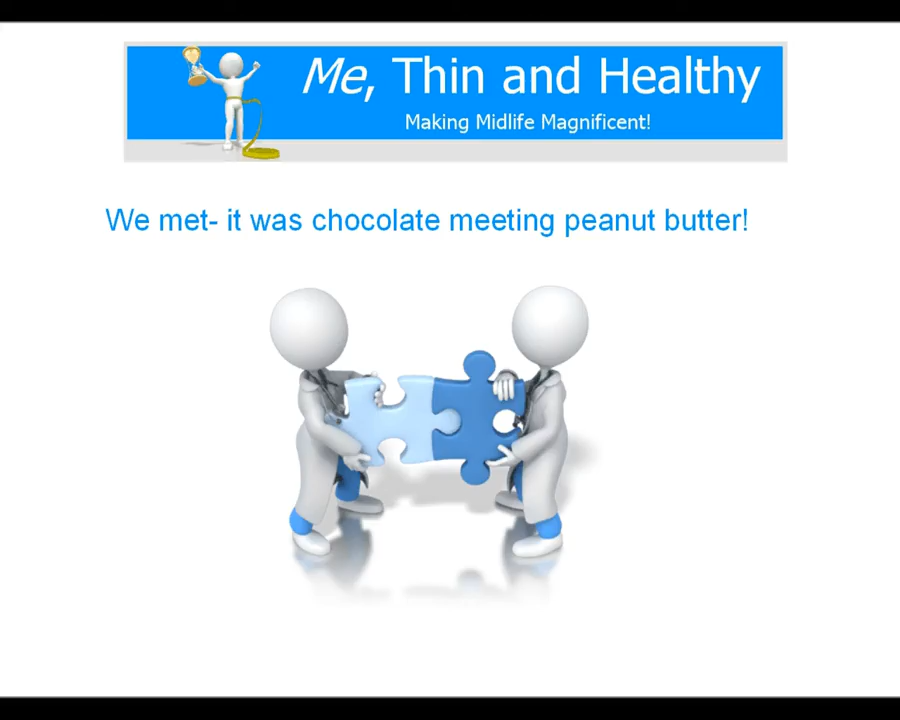 Me, Thin and Healthy
Making Midlife Magnificent!
We met- it was chocolate meeting peanut butter!